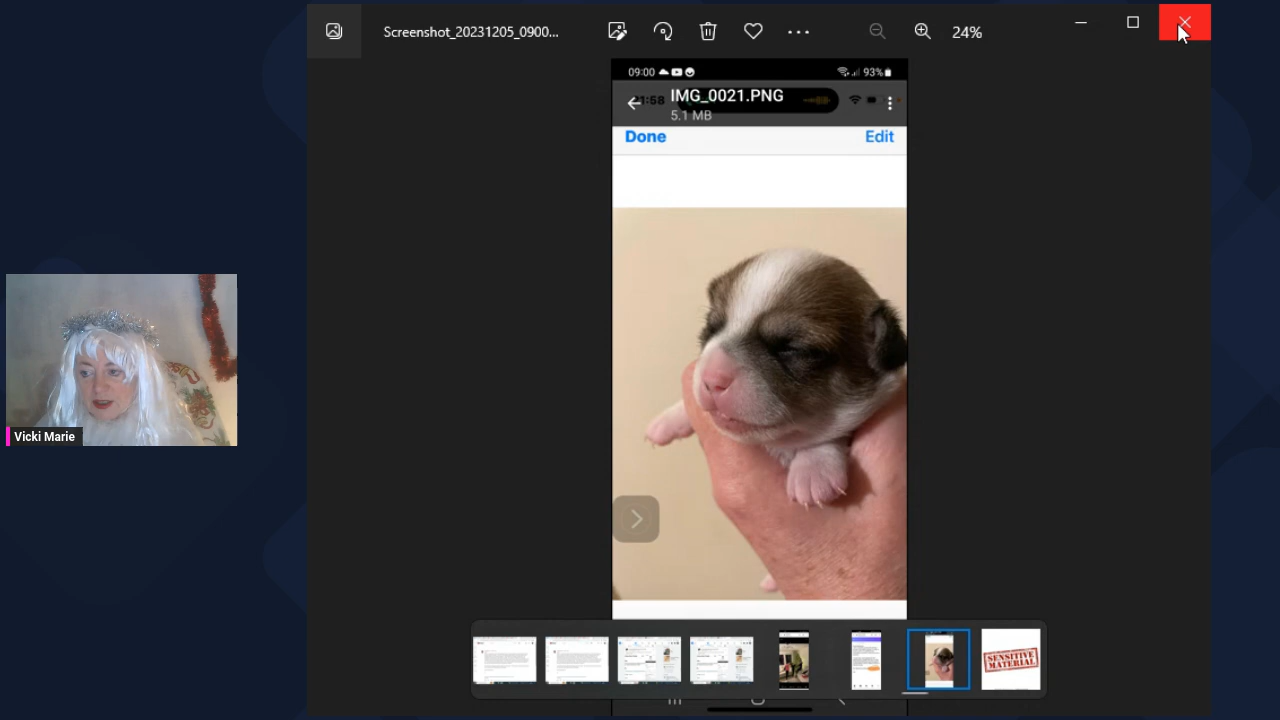 Screenshot_20231205_0900...
24%
09:00
93%
IMG_0021.PNG
5.1 MB
Done
Edit
Vicki Marie
SENSITIVE
MATERIAL